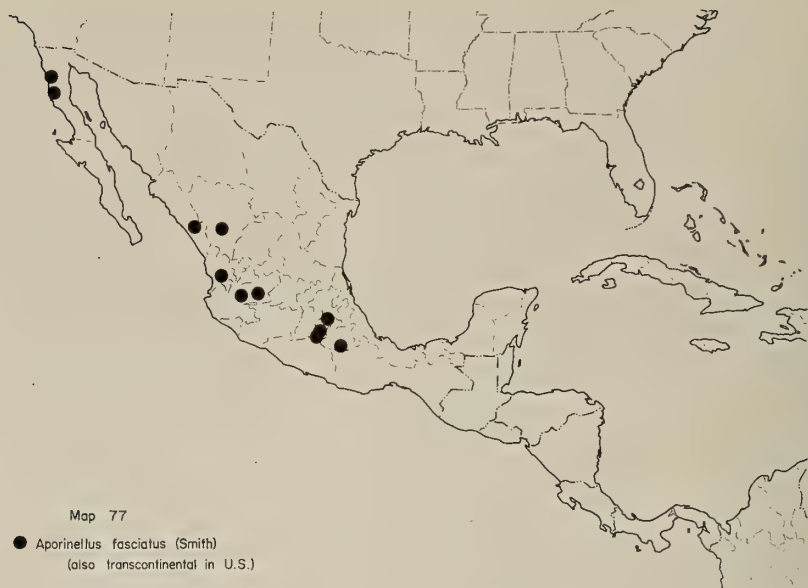 Map 77
Aporinellus fasciatus (Smith)
(also transcontinental in U.S.)